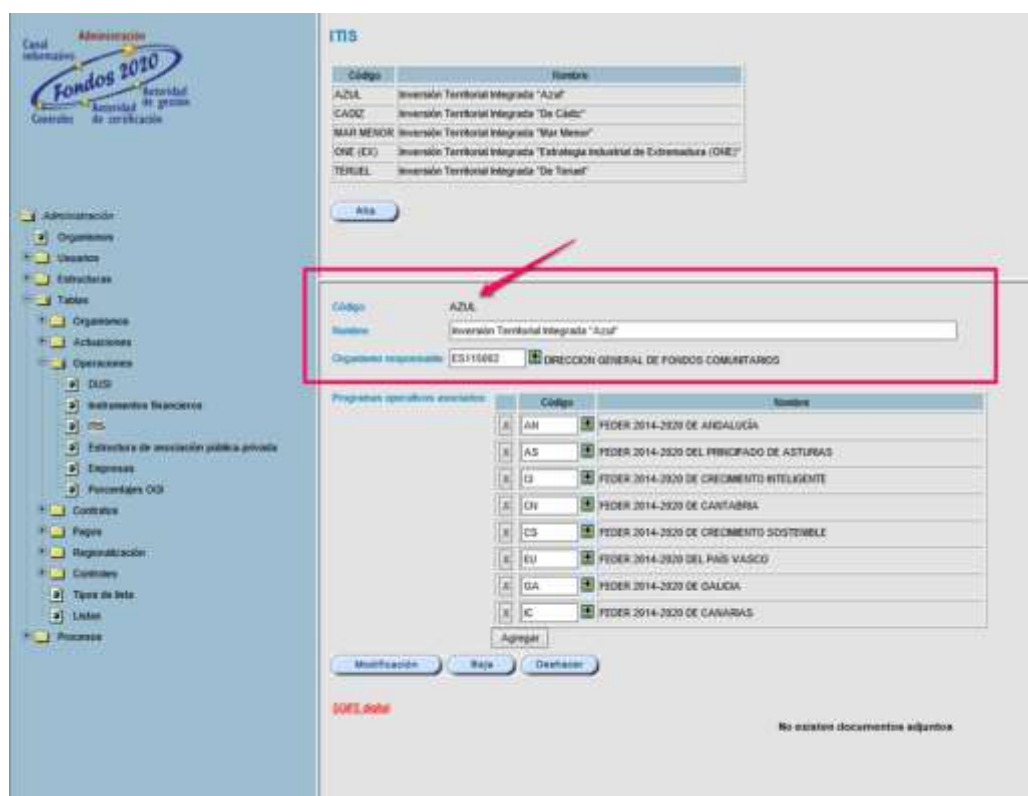 Administración
Canal
informativo
Fondos 2020
Autoridad
de gestión
Autoridad
Controles de certificación
Administración
Organismos
Usuarios
Estructuras
Tablas
Organismos
Actuaciones
Operaciones
DUSI
Instrumentos financieros
ITIS
Estructura de asociación pública privada
Empresas
Porcentajes OGI
Contratos
Pagos
Regionalización
Controles
Tipos de lista
Listas
Procesos
ITIS
Código Nombre
AZUL Inversión Territorial Integrada "Azul"
CADIZ Inversión Territorial Integrada "De Cádiz"
MAR MENOR Inversión Territorial Integrada "Mar Menor"
ONE (EX) Inversión Territorial Integrada "Estrategia Industrial de Extremadura (ONE)"
TERUEL Inversión Territorial Integrada "De Teruel"
Alta
Código AZUL
Nombre Inversión Territorial Integrada "Azul"
Organismo responsable ES115002 DIRECCION GENERAL DE FONDOS COMUNITARIOS
Programas operativos asociados Código Nombre
X AN FEDER 2014-2020 DE ANDALUCÍA
X AS FEDER 2014-2020 DEL PRINCIPADO DE ASTURIAS
X CI FEDER 2014-2020 DE CRECIMIENTO INTELIGENTE
X CN FEDER 2014-2020 DE CANTABRIA
X CS FEDER 2014-2020 DE CRECIMIENTO SOSTENIBLE
X EU FEDER 2014-2020 DEL PAÍS VASCO
X GA FEDER 2014-2020 DE GALICIA
X IC FEDER 2014-2020 DE CANARIAS
Agregar
Modificación Baja Deshacer
No existen documentos adjuntos